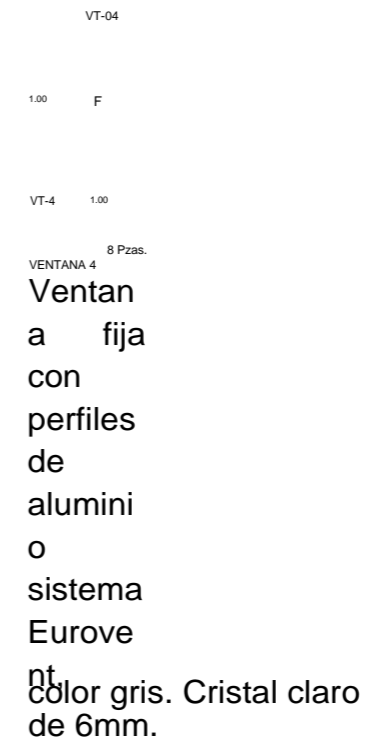 VT-04
1.00 F
VT-4 1.00
8 Pzas.
VENTANA 4
Ventan
a fija
con
perfiles
de
alumini
o
sistema
Eurove
nt,
color gris. Cristal claro
de 6mm.